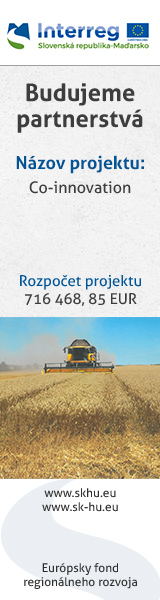 Interreg
Slovenská republika-Maďarsko
Budujeme
partnerstvá
Názov projektu:
Co-innovation
Rozpočet projektu
716 468, 85 EUR
www.skhu.eu
www.sk-hu.eu
Európsky fond
regionálneho rozvoja